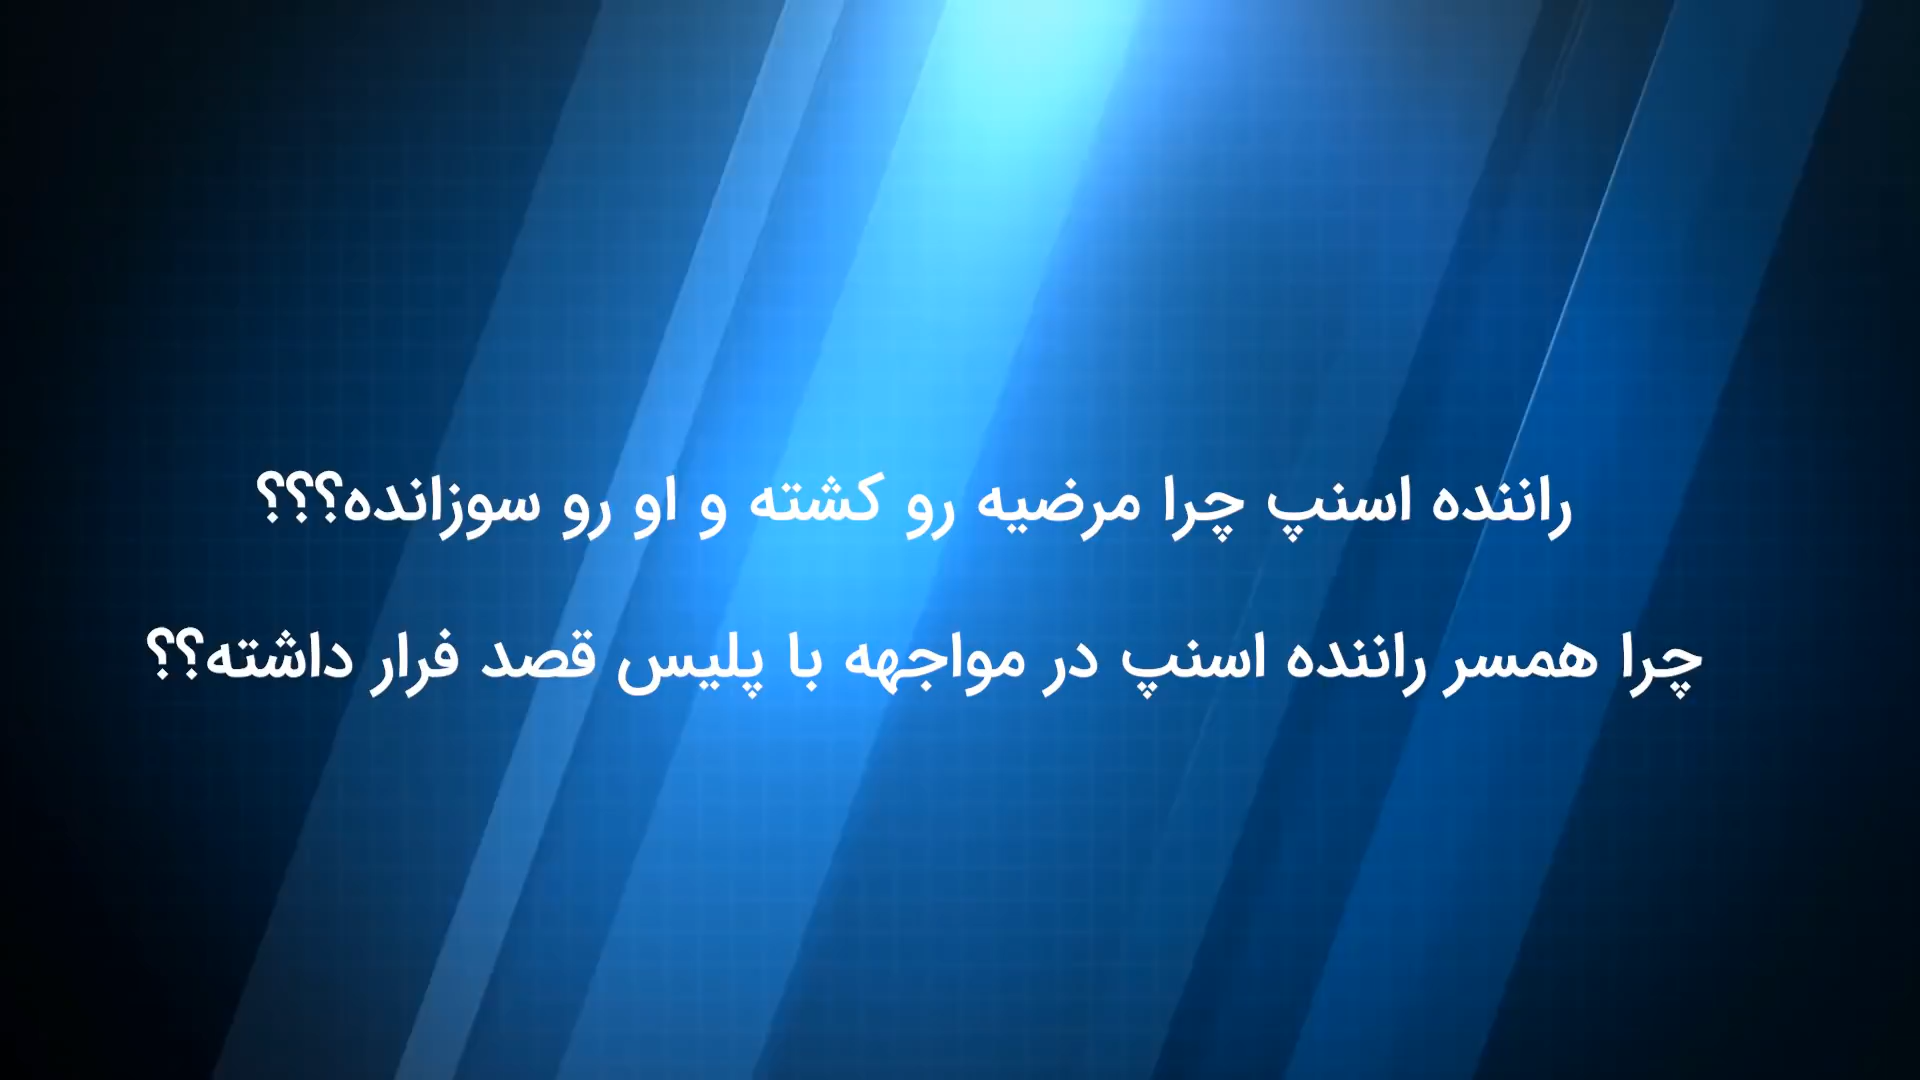 راننده اسنپ چرا مرضیه رو کشته و او رو سوزانده؟؟؟
چرا همسر راننده اسنپ در مواجهه با پلیس قصد فرار داشته؟؟